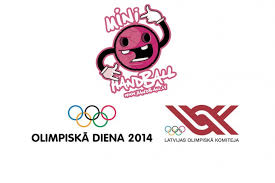 MINI
HANDBALL
OLIMPISKĀ DIENA 2014
LATVIJAS OLIMPISKĀ KOMITEJA